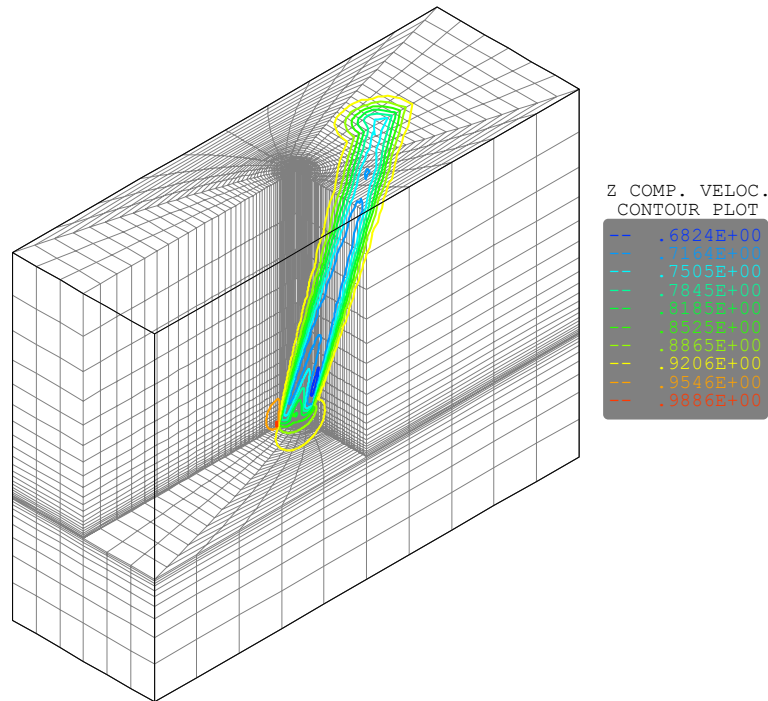 Z COMP. VELOC.
CONTOUR PLOT
-- .6824E+00
-- .7164E+00
-- .7505E+00
-- .7845E+00
-- .8185E+00
-- .8525E+00
-- .8865E+00
-- .9206E+00
-- .9546E+00
-- .9886E+00